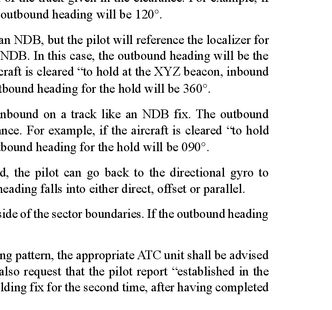 outbound heading will be 120°.
an NDB, but the pilot will reference the localizer for
NDB. In this case, the outbound heading will be the
craft is cleared “to hold at the XYZ beacon, inbound
tbound heading for the hold will be 360°.
nbound on a track like an NDB fix. The outbound
nce. For example, if the aircraft is cleared “to hold
bound heading for the hold will be 090°.
d, the pilot can go back to the directional gyro to
eading falls into either direct, offset or parallel.
side of the sector boundaries. If the outbound heading
ng pattern, the appropriate ATC unit shall be advised
also request that the pilot report “established in the
lding fix for the second time, after having completed